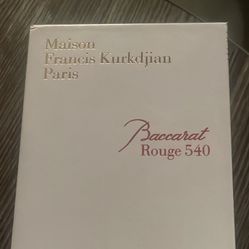 Maison
Francis Kurkdjian
Paris
Baccarat
Rouge 540